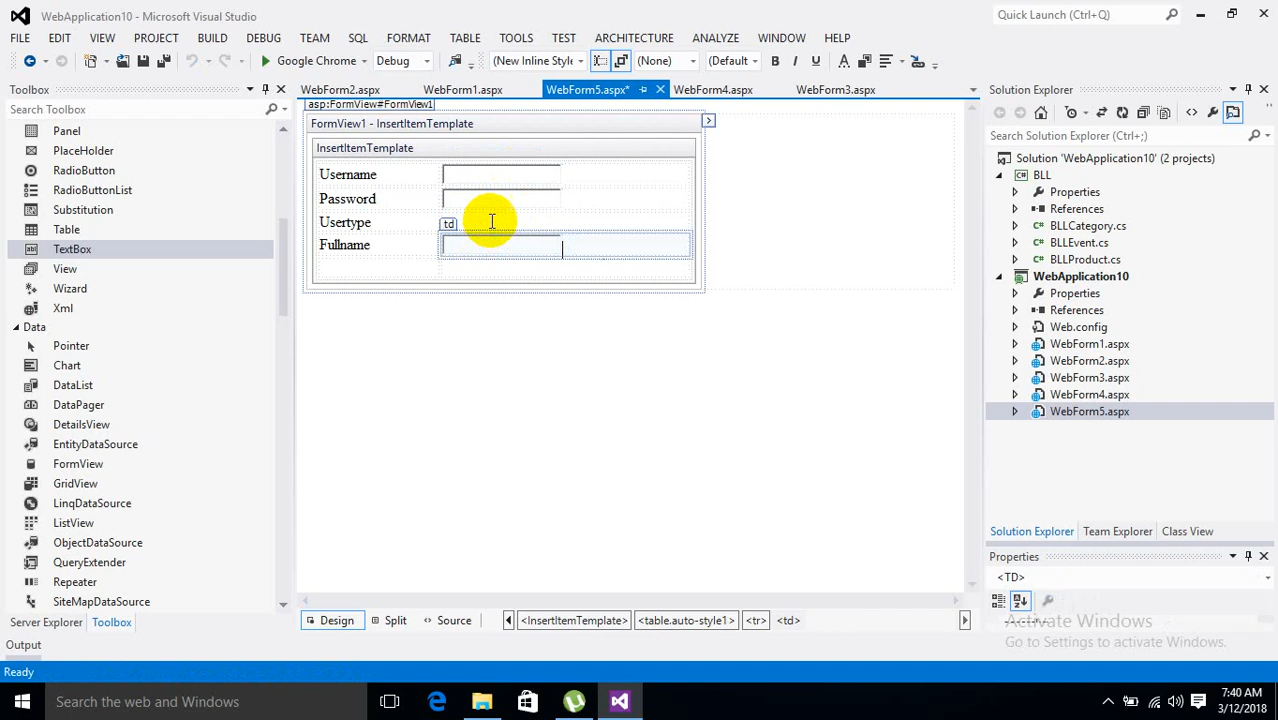 WebApplication10 - Microsoft Visual Studio
Quick Launch (Ctrl+Q)
FILE EDIT VIEW PROJECT BUILD DEBUG TEAM SQL FORMAT TABLE TOOLS TEST ARCHITECTURE ANALYZE WINDOW HELP
Google Chrome Debug (New Inline Style (None) (Default B I U A
Toolbox
WebForm2.aspx WebForm1.aspx WebForm5.aspx* WebForm4.aspx WebForm3.aspx
Solution Explorer
Search Toolbox
Panel
PlaceHolder
RadioButton
RadioButtonList
Substitution
Table
TextBox
View
Wizard
Xml
Data
Pointer
Chart
DataList
DataPager
DetailsView
EntityDataSource
FormView
GridView
LinqDataSource
ListView
ObjectDataSource
QueryExtender
Repeater
SiteMapDataSource
Server Explorer Toolbox
Output
Ready
asp:FormView#FormView1
FormView1 - InsertItemTemplate
InsertItemTemplate
Username
Password
Usertype
td
Fullname
Design Split Source <InsertItemTemplate> <table.auto-style1> <tr> <td>
Search Solution Explorer (Ctrl+;)
Solution 'WebApplication10' (2 projects)
BLL
Properties
References
BLLCategory.cs
BLLEvent.cs
BLLProduct.cs
WebApplication10
Properties
References
Web.config
WebForm1.aspx
WebForm2.aspx
WebForm3.aspx
WebForm4.aspx
WebForm5.aspx
Solution Explorer Team Explorer Class View
Properties
<TD>
Activate Windows
Go to Settings to activate Windows.
Search the web and Windows
7:40 AM
3/12/2018